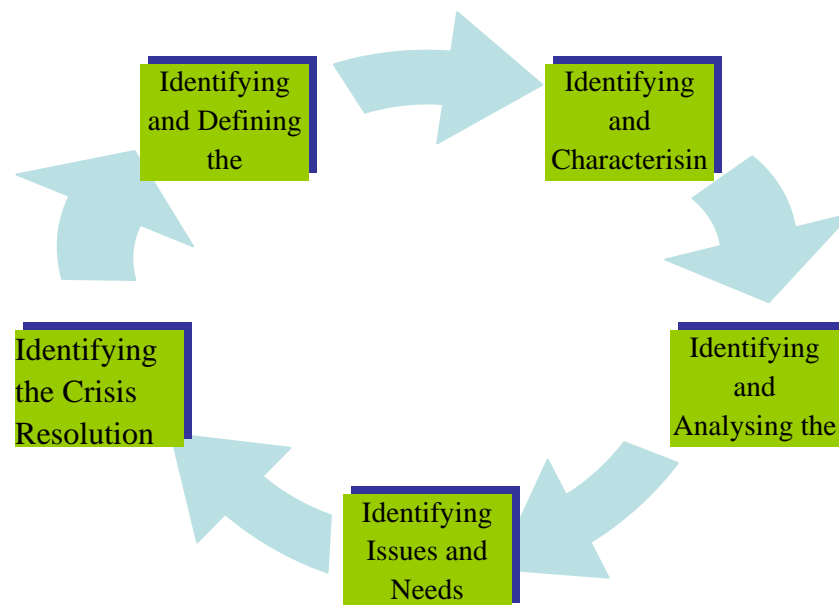 Identifying
and Defining
the
Identifying
and
Characterisin
Identifying
and
Analysing the
Identifying
Issues and
Needs
Identifying
the Crisis
Resolution